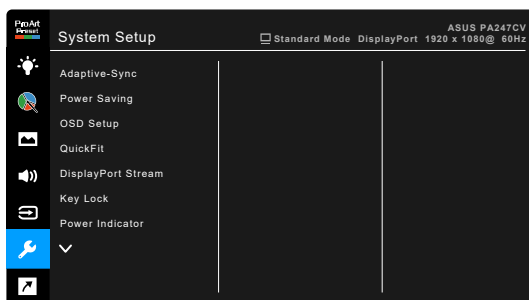 ProArt
Preset
System Setup
ASUS PA247CV
Standard Mode DisplayPort 1920 x 1080@ 60Hz
Adaptive-Sync
Power Saving
OSD Setup
QuickFit
DisplayPort Stream
Key Lock
Power Indicator